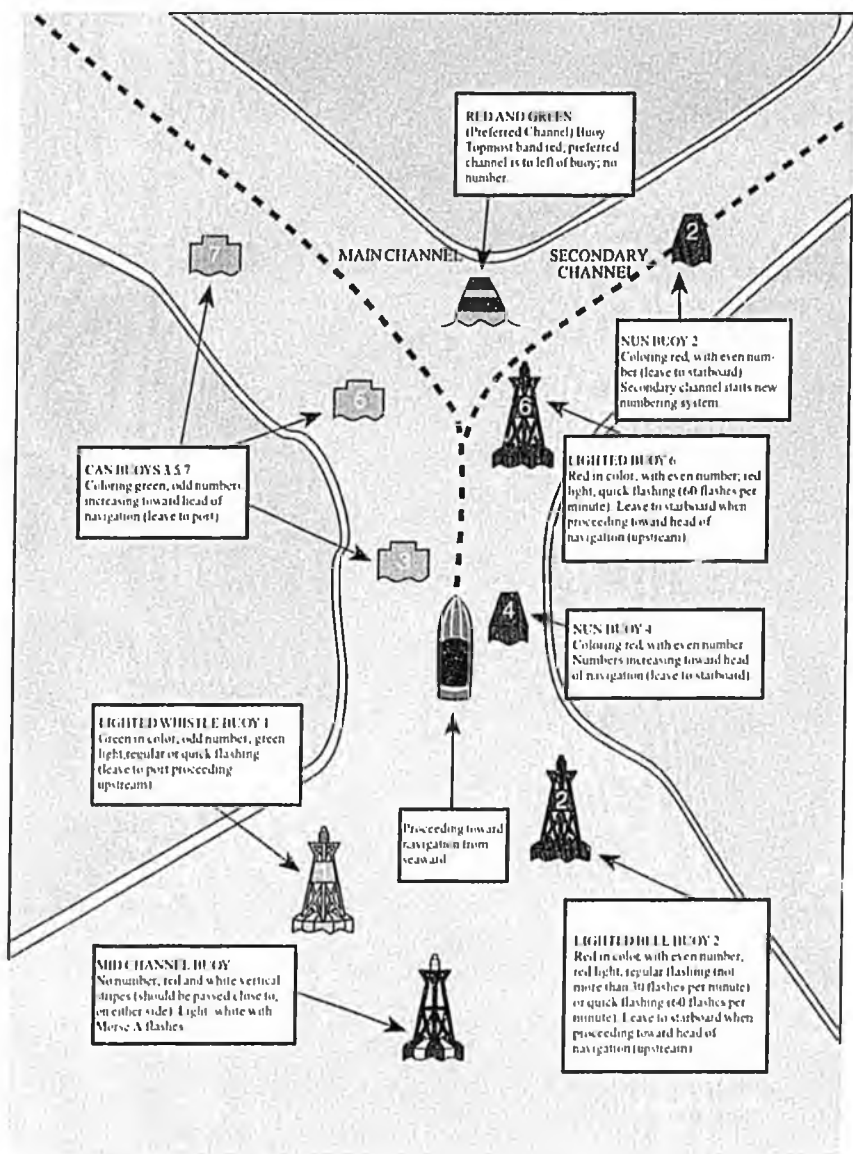 RED AND GREEN
(Preferred Channel) Buoy
Topmost band red, preferred
channel is to left of buoy; no
number.
2
7
MAIN CHANNEL
SECONDARY
CHANNEL
NUN BUOY 2
Coloring red, with even num-
ber (leave to starboard)
Secondary channel starts new
numbering system.
6
CAN BUOYS 3 5 7
Coloring green, odd numbers
increasing toward head of
navigation (leave to port)
LIGHTED BUOY 6
Red in color, with even number; red
light, quick flashing (60 flashes per
minute). Leave to starboard when
proceeding toward head of
navigation (upstream)
3
4
NUN BUOY 4
Coloring red, with even number
Numbers increasing toward head
of navigation (leave to starboard)
LIGHTED WHISTLE BUOY 1
Green in color, odd number, green
light, regular or quick flashing
(leave to port proceeding
upstream)
2
Proceeding toward
navigation from
seaward
MID CHANNEL BUOY
No number, red and white vertical
stripes (should be passed close to,
on either side) Light white with
Morse A flashes
LIGHTED BELL BUOY 2
Red in color, with even number,
red light, regular flashing (not
more than 30 flashes per minute)
or quick flashing (60 flashes per
minute). Leave to starboard when
proceeding toward head of
navigation (upstream)